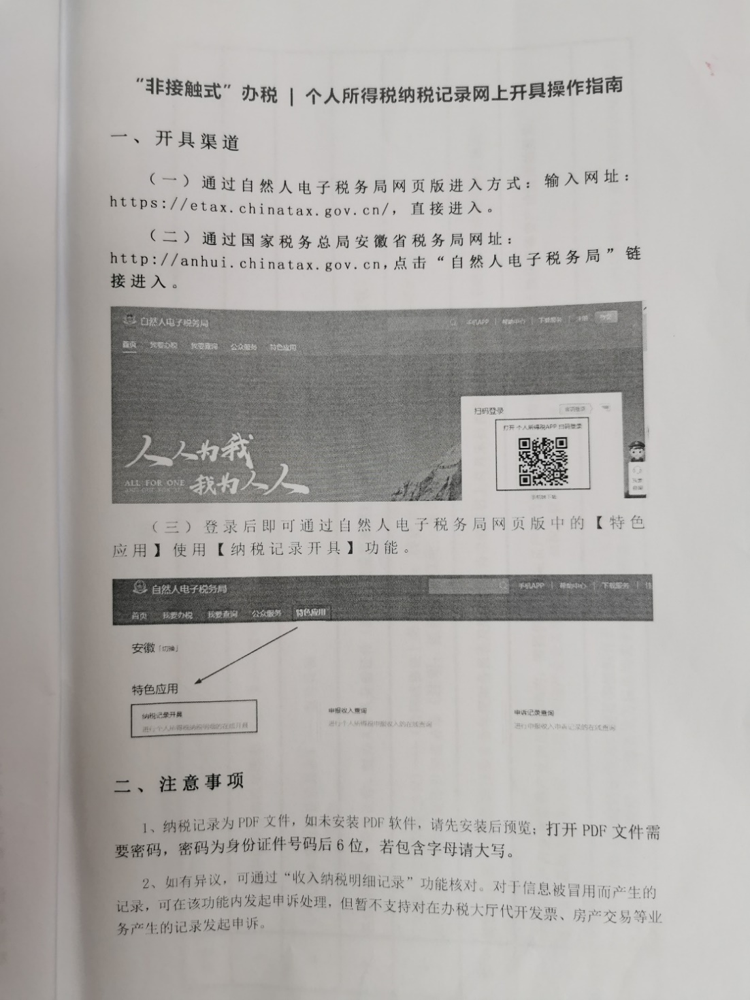 “非接触式”办税 | 个人所得税纳税记录网上开具操作指南
一、开具渠道
（一）通过自然人电子税务局网页版进入方式：输入网址：
https://etax.chinatax.gov.cn/，直接进入。
（二）通过国家税务总局安徽省税务局网址：
http://anhui.chinatax.gov.cn,点击“自然人电子税务局”链
接进入。
自然人电子税务局
手机APP | 帮助中心 | 下载服务 | 注册
首页 我要办税 我要查询 公众服务 特色应用
扫码登录 密码登录
打开 个人所得税APP 扫码登录
人人为我
ALL FOR ONE
我为人人
手机端下载
（三）登录后即可通过自然人电子税务局网页版中的【特色
应用】使用【纳税记录开具】功能。
自然人电子税务局
手机APP | 帮助中心 | 下载服务 | 注
首页 我要办税 我要查询 公众服务 特色应用
安徽「切换」
特色应用
纳税记录开具 申报收入查询 申诉记录查询
进行个人所得税纳税明细的在线开具 进行个人所得税申报收入的在线查询 进行申报收入申诉记录的在线查询
二、注意事项
1、纳税记录为PDF文件，如未安装PDF软件，请先安装后预览；打开PDF文件需
要密码，密码为身份证件号码后6位，若包含字母请大写。
2、如有异议，可通过“收入纳税明细记录”功能核对。对于信息被冒用而产生的
记录，可在该功能内发起申诉处理，但暂不支持对在办税大厅代开发票、房产交易等业
务产生的记录发起申诉。